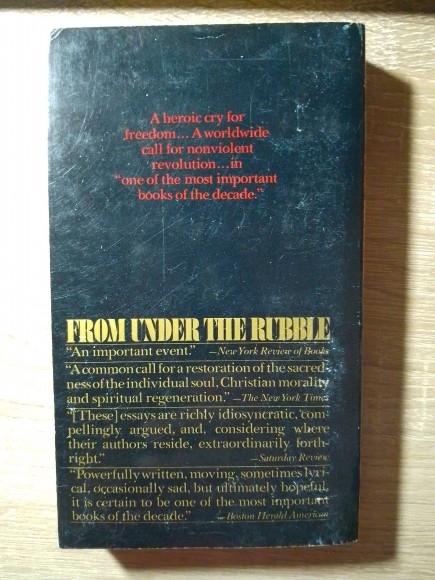 A heroic cry for
freedom... A worldwide
call for nonviolent
revolution...in
"one of the most important
books of the decade."
FROM UNDER THE RUBBLE
"An important event." —New York Review of Books
"A common call for a restoration of the sacred-
ness of the individual soul, Christian morality
and spiritual regeneration." —The New York Times
"[These] essays are richly idiosyncratic, com-
pellingly argued, and, considering where
their authors reside, extraordinarily forth-
right." —Saturday Review
"Powerfully written, moving, sometimes lyri-
cal, occasionally sad, but ultimately hopeful,
it is certain to be one of the most important
books of the decade." —Boston Herald American